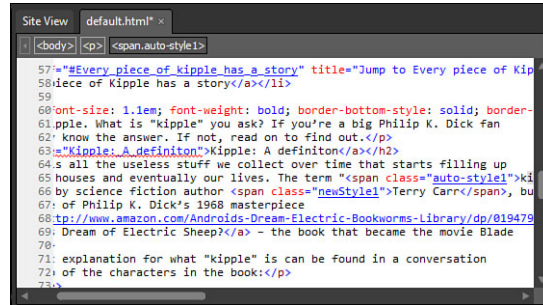 Site View default.html* ×
<body> <p> <span.auto-style1>
57 ="#Every_piece_of_kipple_has_a_story" title="Jump to Every piece of Kip
58 iece of Kipple has a story</a></li>
59
60 ont-size: 1.1em; font-weight: bold; border-bottom-style: solid; border-
61 pple. What is "kipple" you ask? If you're a big Philip K. Dick fan
62 know the answer. If not, read on to find out.</p>
63 ="Kipple:_A_definiton">Kipple: A definiton</a></h2>
64 s all the useless stuff we collect over time that starts filling up
65 houses and eventually our lives. The term "<span class="auto-style1">ki
66 by science fiction author <span class="newStyle1">Terry Carr</span>, bu
67 of Philip K. Dick's 1968 masterpiece
68 tp://www.amazon.com/Androids-Dream-Electric-Bookworms-Library/dp/019479
69 Dream of Electric Sheep?</a> – the book that became the movie Blade
70
71 explanation for what "kipple" is can be found in a conversation
72 of the characters in the book:</p>
73 >